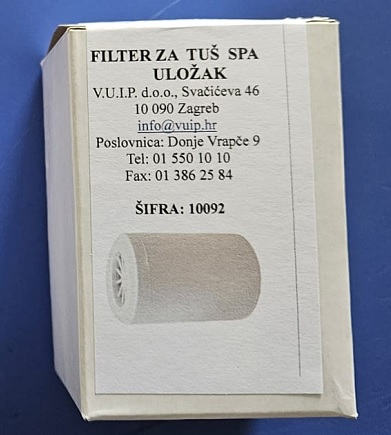 FILTER ZA TUŠ SPA
ULOŽAK
V.U.I.P. d.o.o., Svačićeva 46
10 090 Zagreb
info@vuip.hr
Poslovnica: Donje Vrapče 9
Tel: 01 550 10 10
Fax: 01 386 25 84
ŠIFRA: 10092